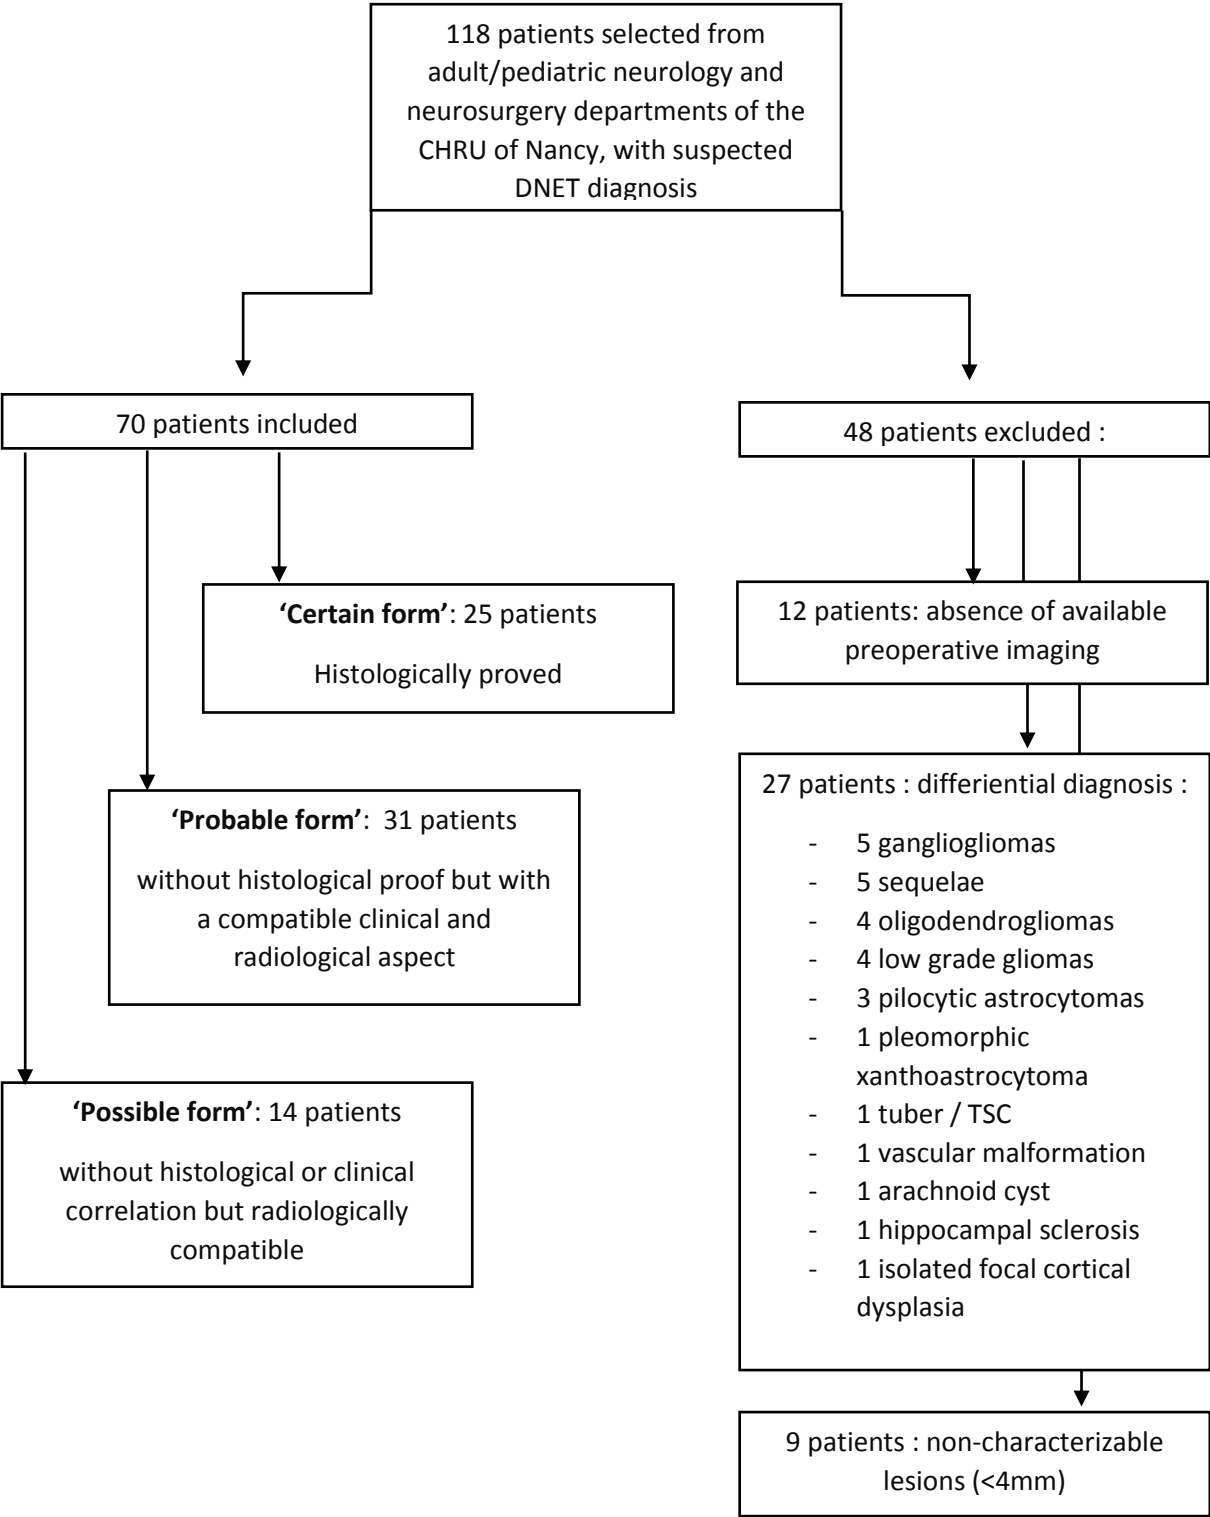 118 patients selected from
adult/pediatric neurology and
neurosurgery departments of the
CHRU of Nancy, with suspected
DNET diagnosis
70 patients included
48 patients excluded :
'Certain form': 25 patients
Histologically proved
12 patients: absence of available
preoperative imaging
'Probable form':  31 patients
without histological proof but with
a compatible clinical and
radiological aspect
27 patients : differiential diagnosis :
- 5 gangliogliomas
- 5 sequelae
- 4 oligodendrogliomas
- 4 low grade gliomas
- 3 pilocytic astrocytomas
- 1 pleomorphic
xanthoastrocytoma
- 1 tuber / TSC
- 1 vascular malformation
- 1 arachnoid cyst
- 1 hippocampal sclerosis
- 1 isolated focal cortical
dysplasia
'Possible form': 14 patients
without histological or clinical
correlation but radiologically
compatible
9 patients : non-characterizable
lesions (<4mm)